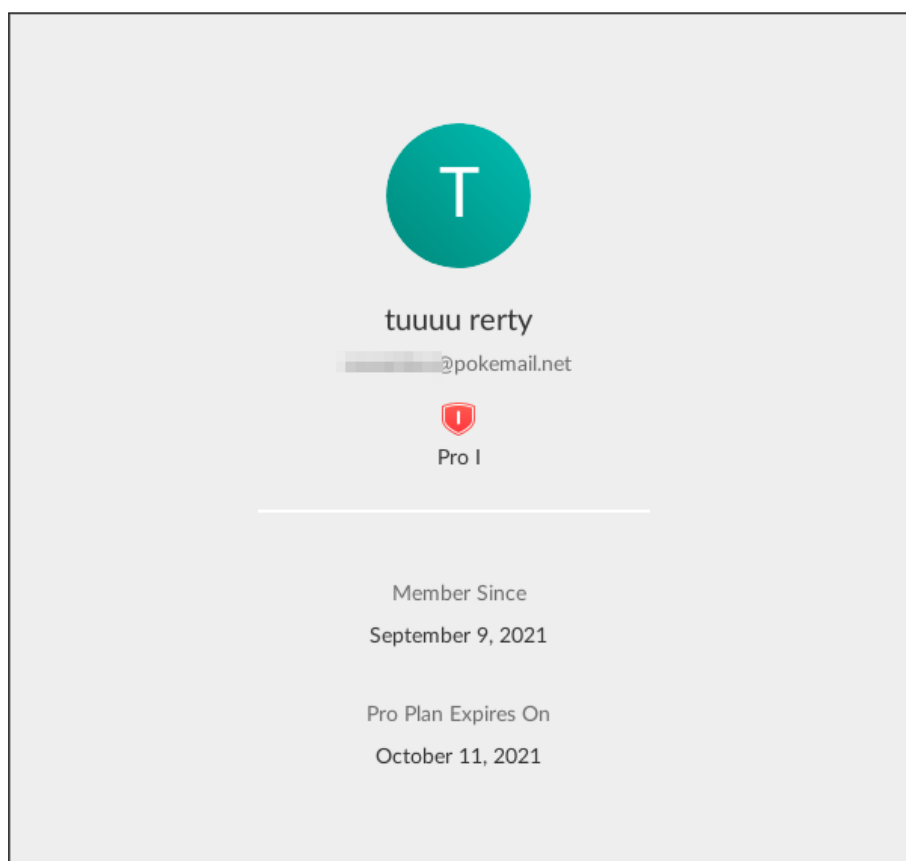 T
tuuuu rerty
@pokemail.net
I
Pro I
Member Since
September 9, 2021
Pro Plan Expires On
October 11, 2021